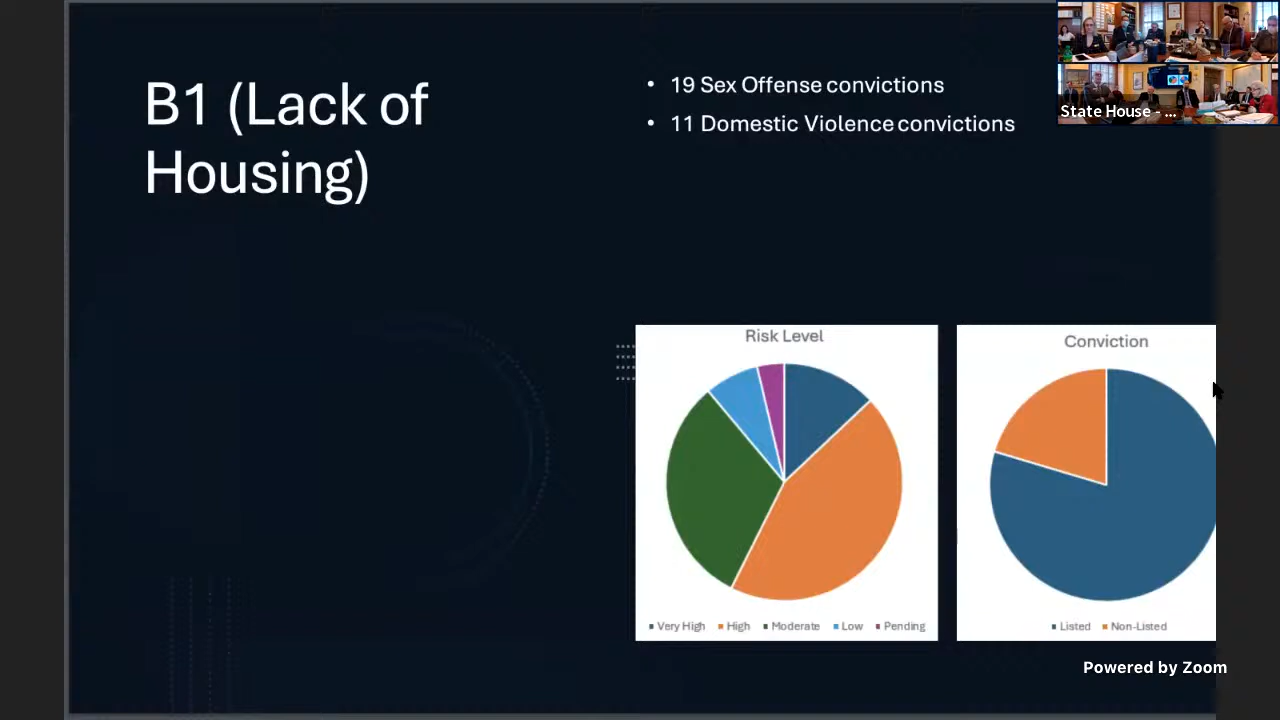 B1 (Lack of
Housing)
• 19 Sex Offense convictions
• 11 Domestic Violence convictions
State House - ...
Risk Level
Very High High Moderate Low Pending
Conviction
Listed Non-Listed
Powered by Zoom